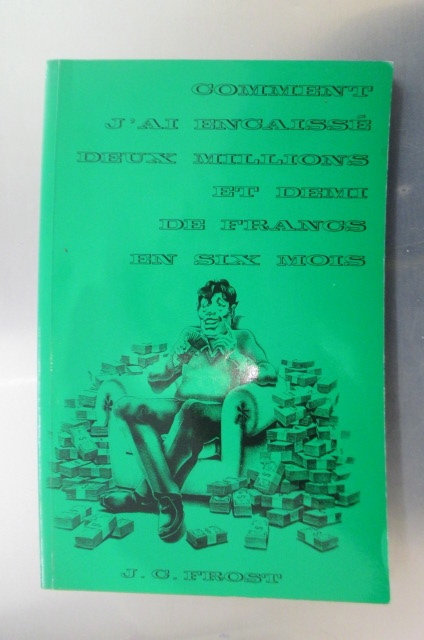 COMMENT
J'AI ENCAISSÉ
DEUX MILLIONS
ET DEMI
DE FRANCS
EN SIX MOIS
J. G. FROST